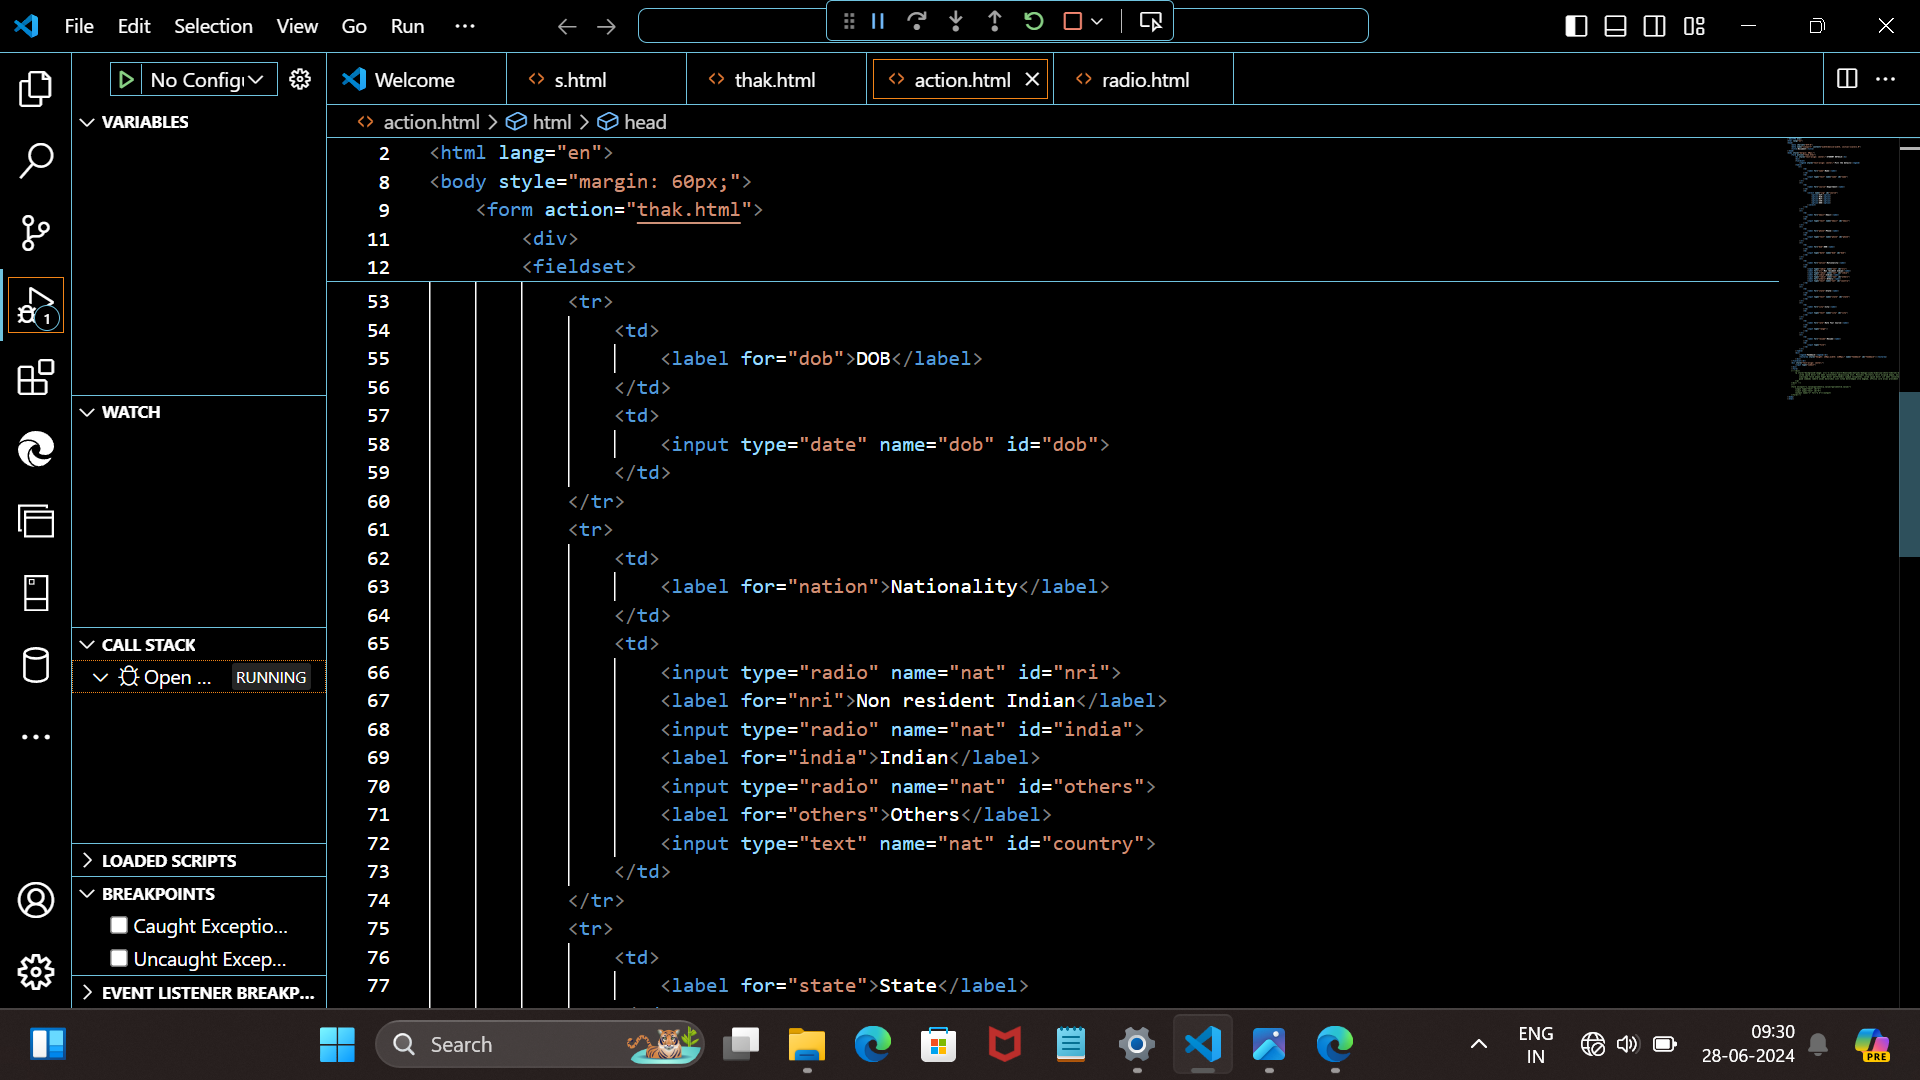 File Edit Selection View Go Run ···
No Configu
Welcome s.html thak.html action.html radio.html
VARIABLES
action.html > html > head
2 <html lang="en">
8 <body style="margin: 60px;">
9 <form action="thak.html">
11 <div>
12 <fieldset>
53 <tr>
54 <td>
55 <label for="dob">DOB</label>
56 </td>
57 <td>
58 <input type="date" name="dob" id="dob">
59 </td>
60 </tr>
61 <tr>
62 <td>
63 <label for="nation">Nationality</label>
64 </td>
65 <td>
66 <input type="radio" name="nat" id="nri">
67 <label for="nri">Non resident Indian</label>
68 <input type="radio" name="nat" id="india">
69 <label for="india">Indian</label>
70 <input type="radio" name="nat" id="others">
71 <label for="others">Others</label>
72 <input type="text" name="nat" id="country">
73 </td>
74 </tr>
75 <tr>
76 <td>
77 <label for="state">State</label>
1
WATCH
CALL STACK
Open ... RUNNING
LOADED SCRIPTS
BREAKPOINTS
Caught Exceptio...
Uncaught Excep...
EVENT LISTENER BREAKP...
Search
ENG
IN
09:30
28-06-2024
PRE